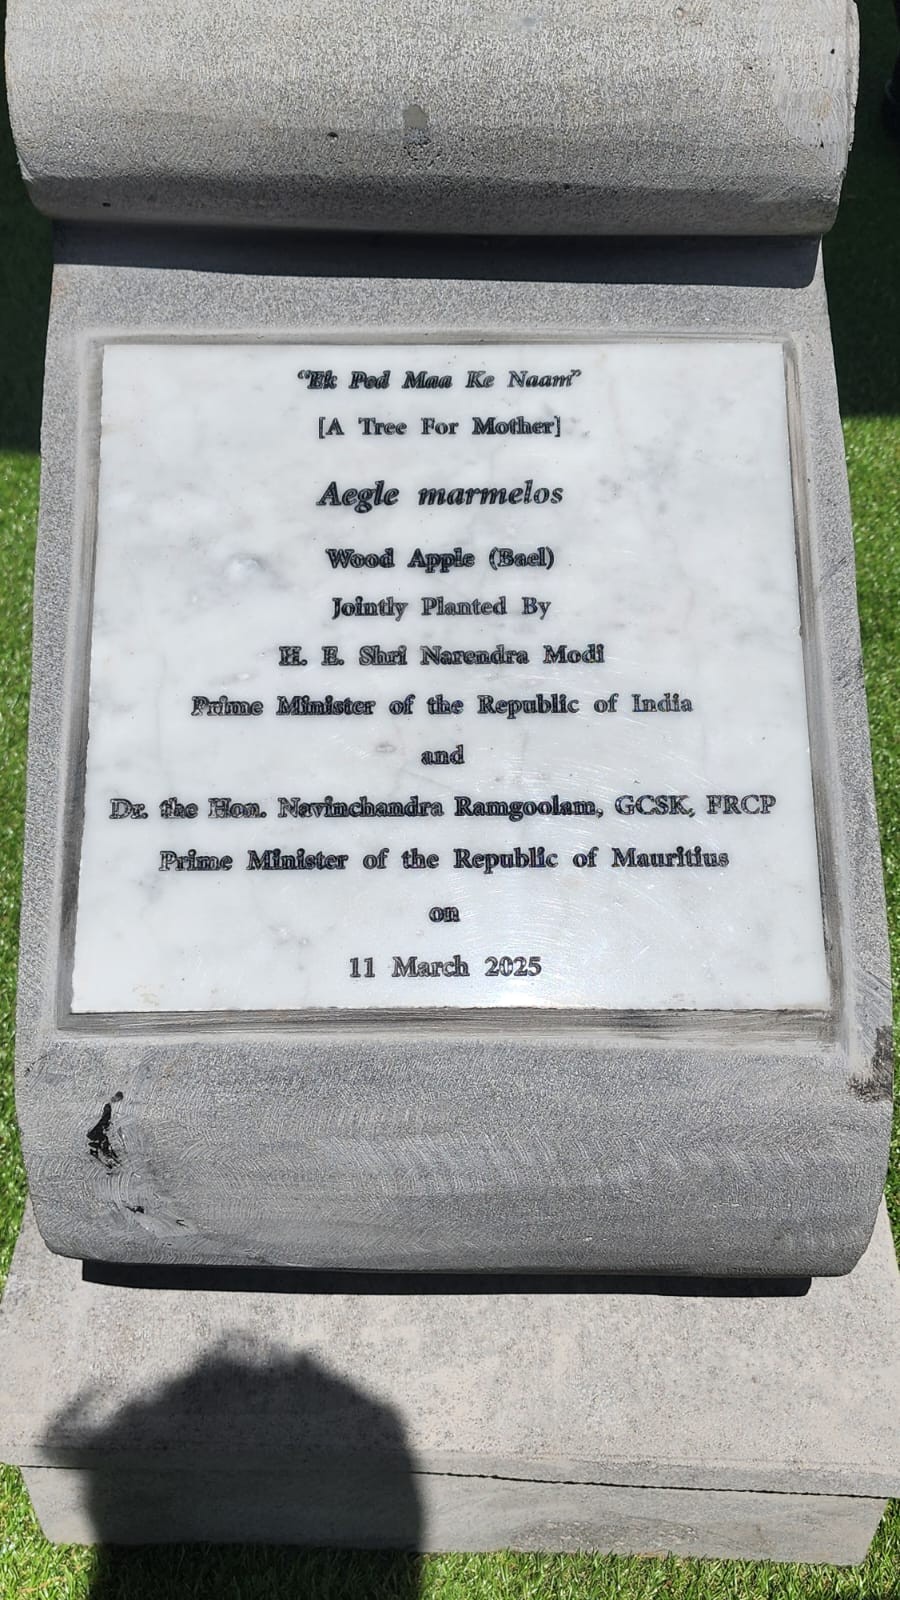 "Ek Ped Maa Ke Naam"
[A Tree For Mother]
Aegle marmelos
Wood Apple (Bael)
Jointly Planted By
H. E. Shri Narendra Modi
Prime Minister of the Republic of India
and
Dr. the Hon. Navinchandra Ramgoolam, GCSK, FRCP
Prime Minister of the Republic of Mauritius
on
11 March 2025